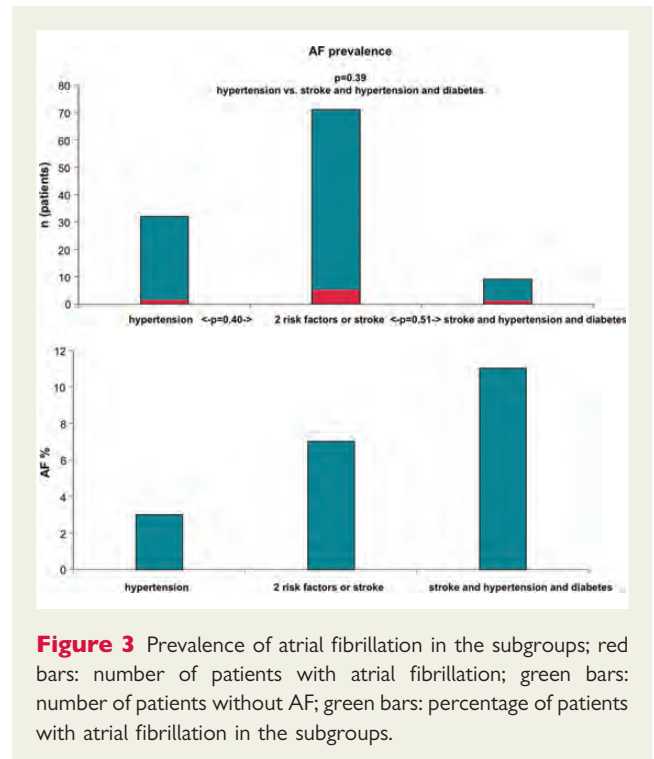 AF prevalence
p=0.39
hypertension vs. stroke and hypertension and diabetes
80
70
60
50
40
30
20
10
0
n (patients)
hypertension <-p=0.40-> 2 risk factors or stroke <-p=0.51-> stroke and hypertension and diabetes
12
10
8
6
4
2
0
AF %
hypertension 2 risk factors or stroke stroke and hypertension and diabetes
Figure 3 Prevalence of atrial fibrillation in the subgroups; red
bars: number of patients with atrial fibrillation; green bars:
number of patients without AF; green bars: percentage of patients
with atrial fibrillation in the subgroups.